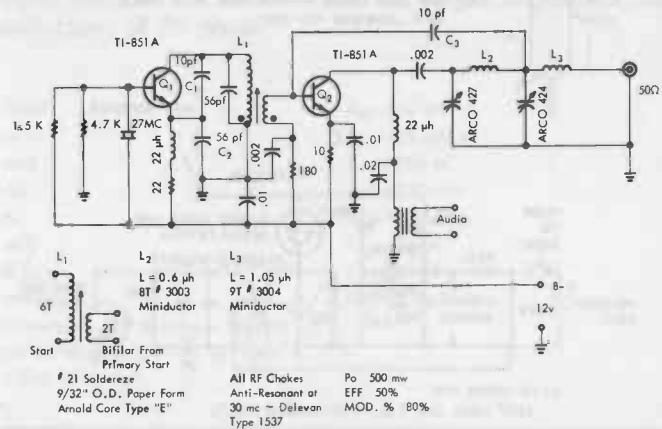 10 pf
C3
L1
TI-851A
TI-851A
.002
L2
L3
10pf
C1
Q1
56pf
Q2
50Ω
ARCO 427
ARCO 424
1.5 K
4.7 K
27MC
56 pf
C2
22 µh
22 µh
.002
.01
.02
10
22
180
.01
Audio
B-
12v
L1
6T
2T
Start
Bifilar From
Primary Start
# 21 Soldereze
9/32" O.D. Paper Form
Arnold Core Type "E"
L2
L = 0.6 µh
8T # 3003
Miniductor
L3
L = 1.05 µh
9T # 3004
Miniductor
All RF Chokes
Anti-Resonant at
30 mc ~ Delevan
Type 1537
Po 500 mw
EFF 50%
MOD. % 80%